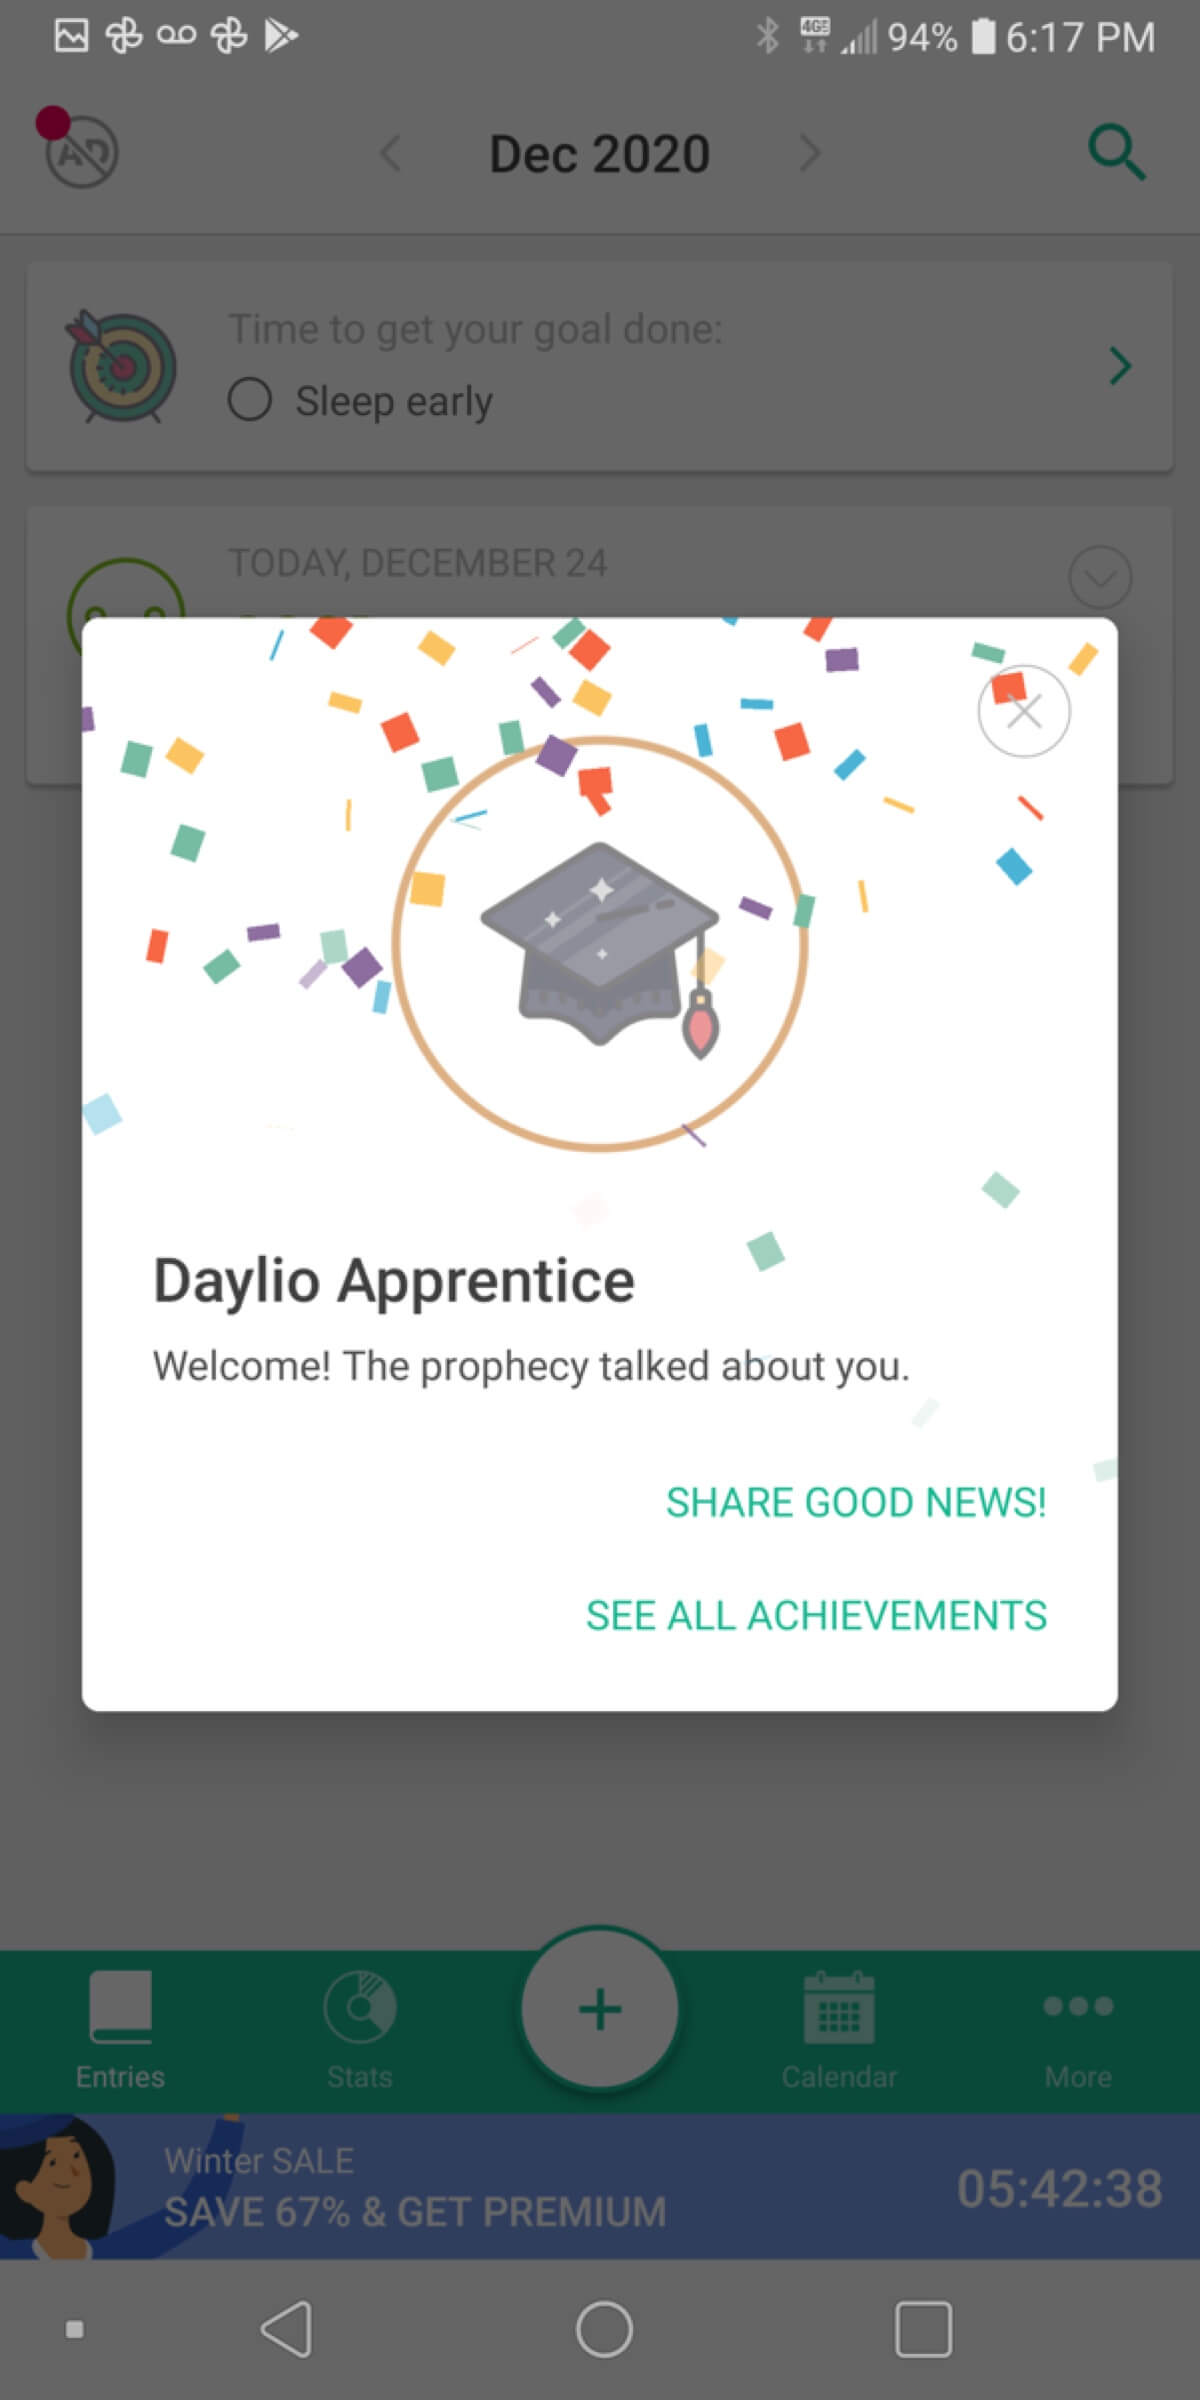 94% 6:17 PM
AD
Dec 2020
Time to get your goal done:
Sleep early
TODAY, DECEMBER 24
Daylio Apprentice
Welcome! The prophecy talked about you.
SHARE GOOD NEWS!
SEE ALL ACHIEVEMENTS
Entries
Stats
Calendar
More
Winter SALE
SAVE 67% & GET PREMIUM
05:42:38